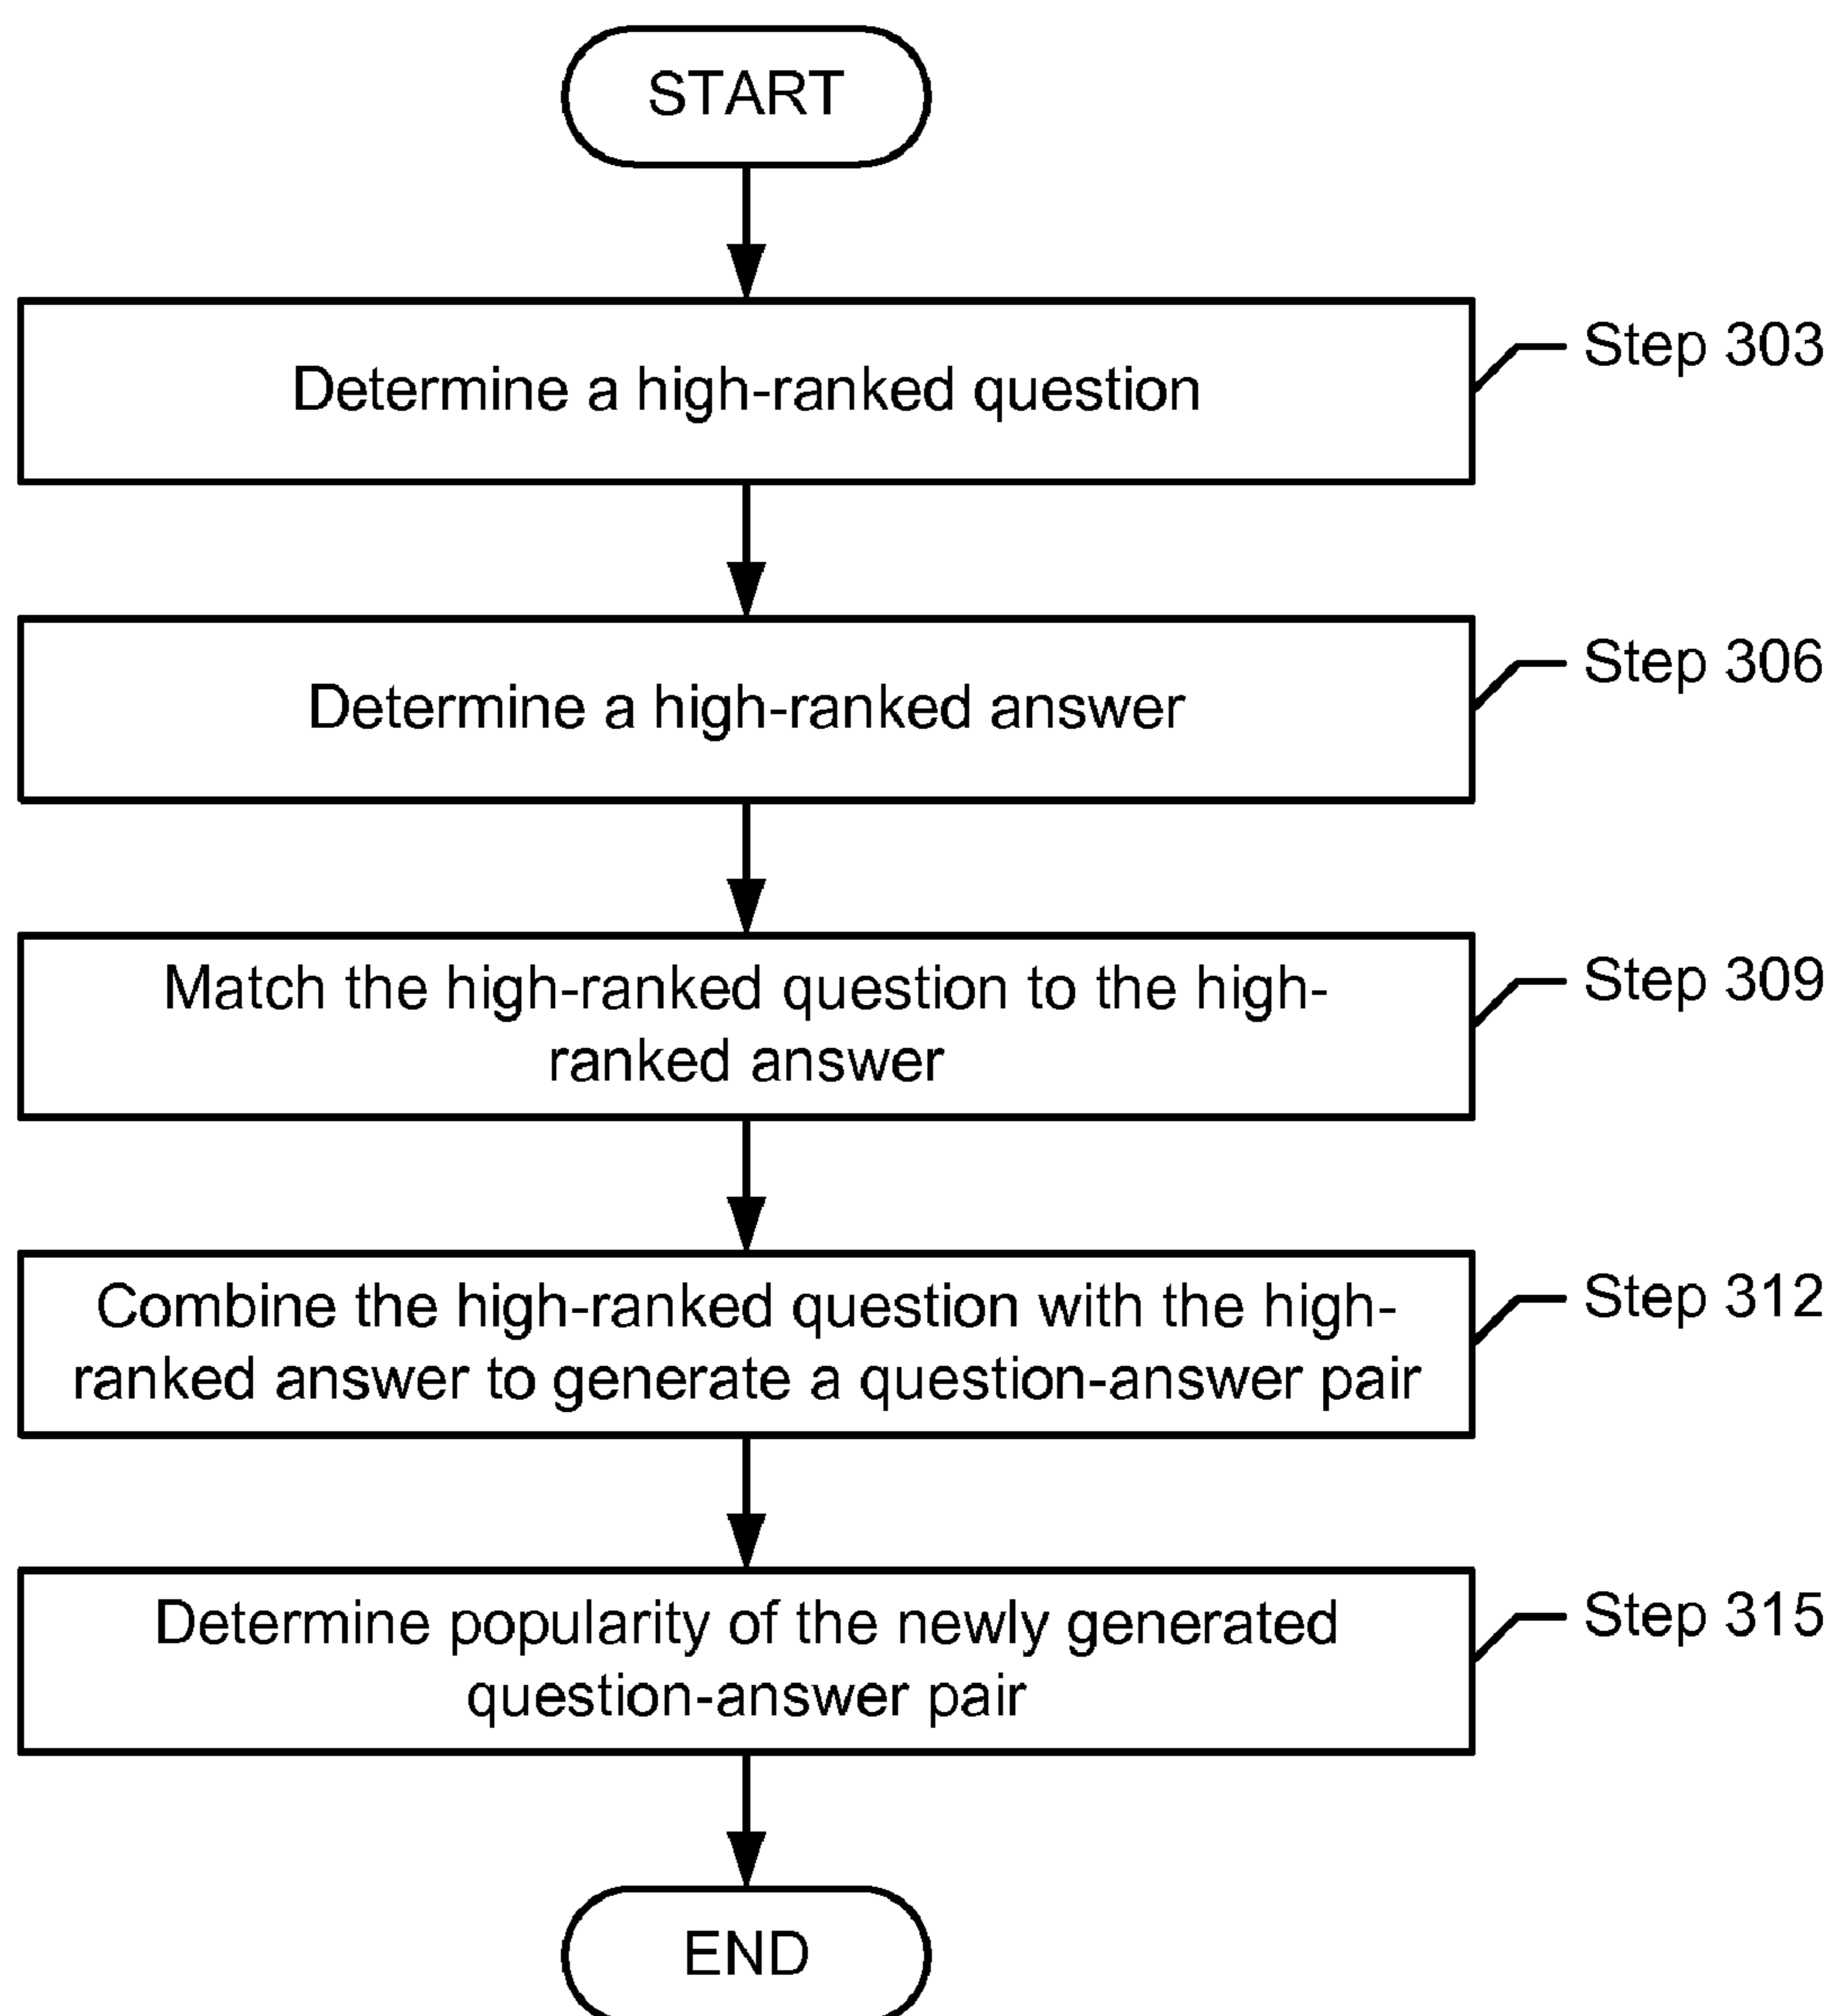 START
Determine a high-ranked question
Step 303
Determine a high-ranked answer
Step 306
Match the high-ranked question to the high-
ranked answer
Step 309
Combine the high-ranked question with the high-
ranked answer to generate a question-answer pair
Step 312
Determine popularity of the newly generated
question-answer pair
Step 315
END